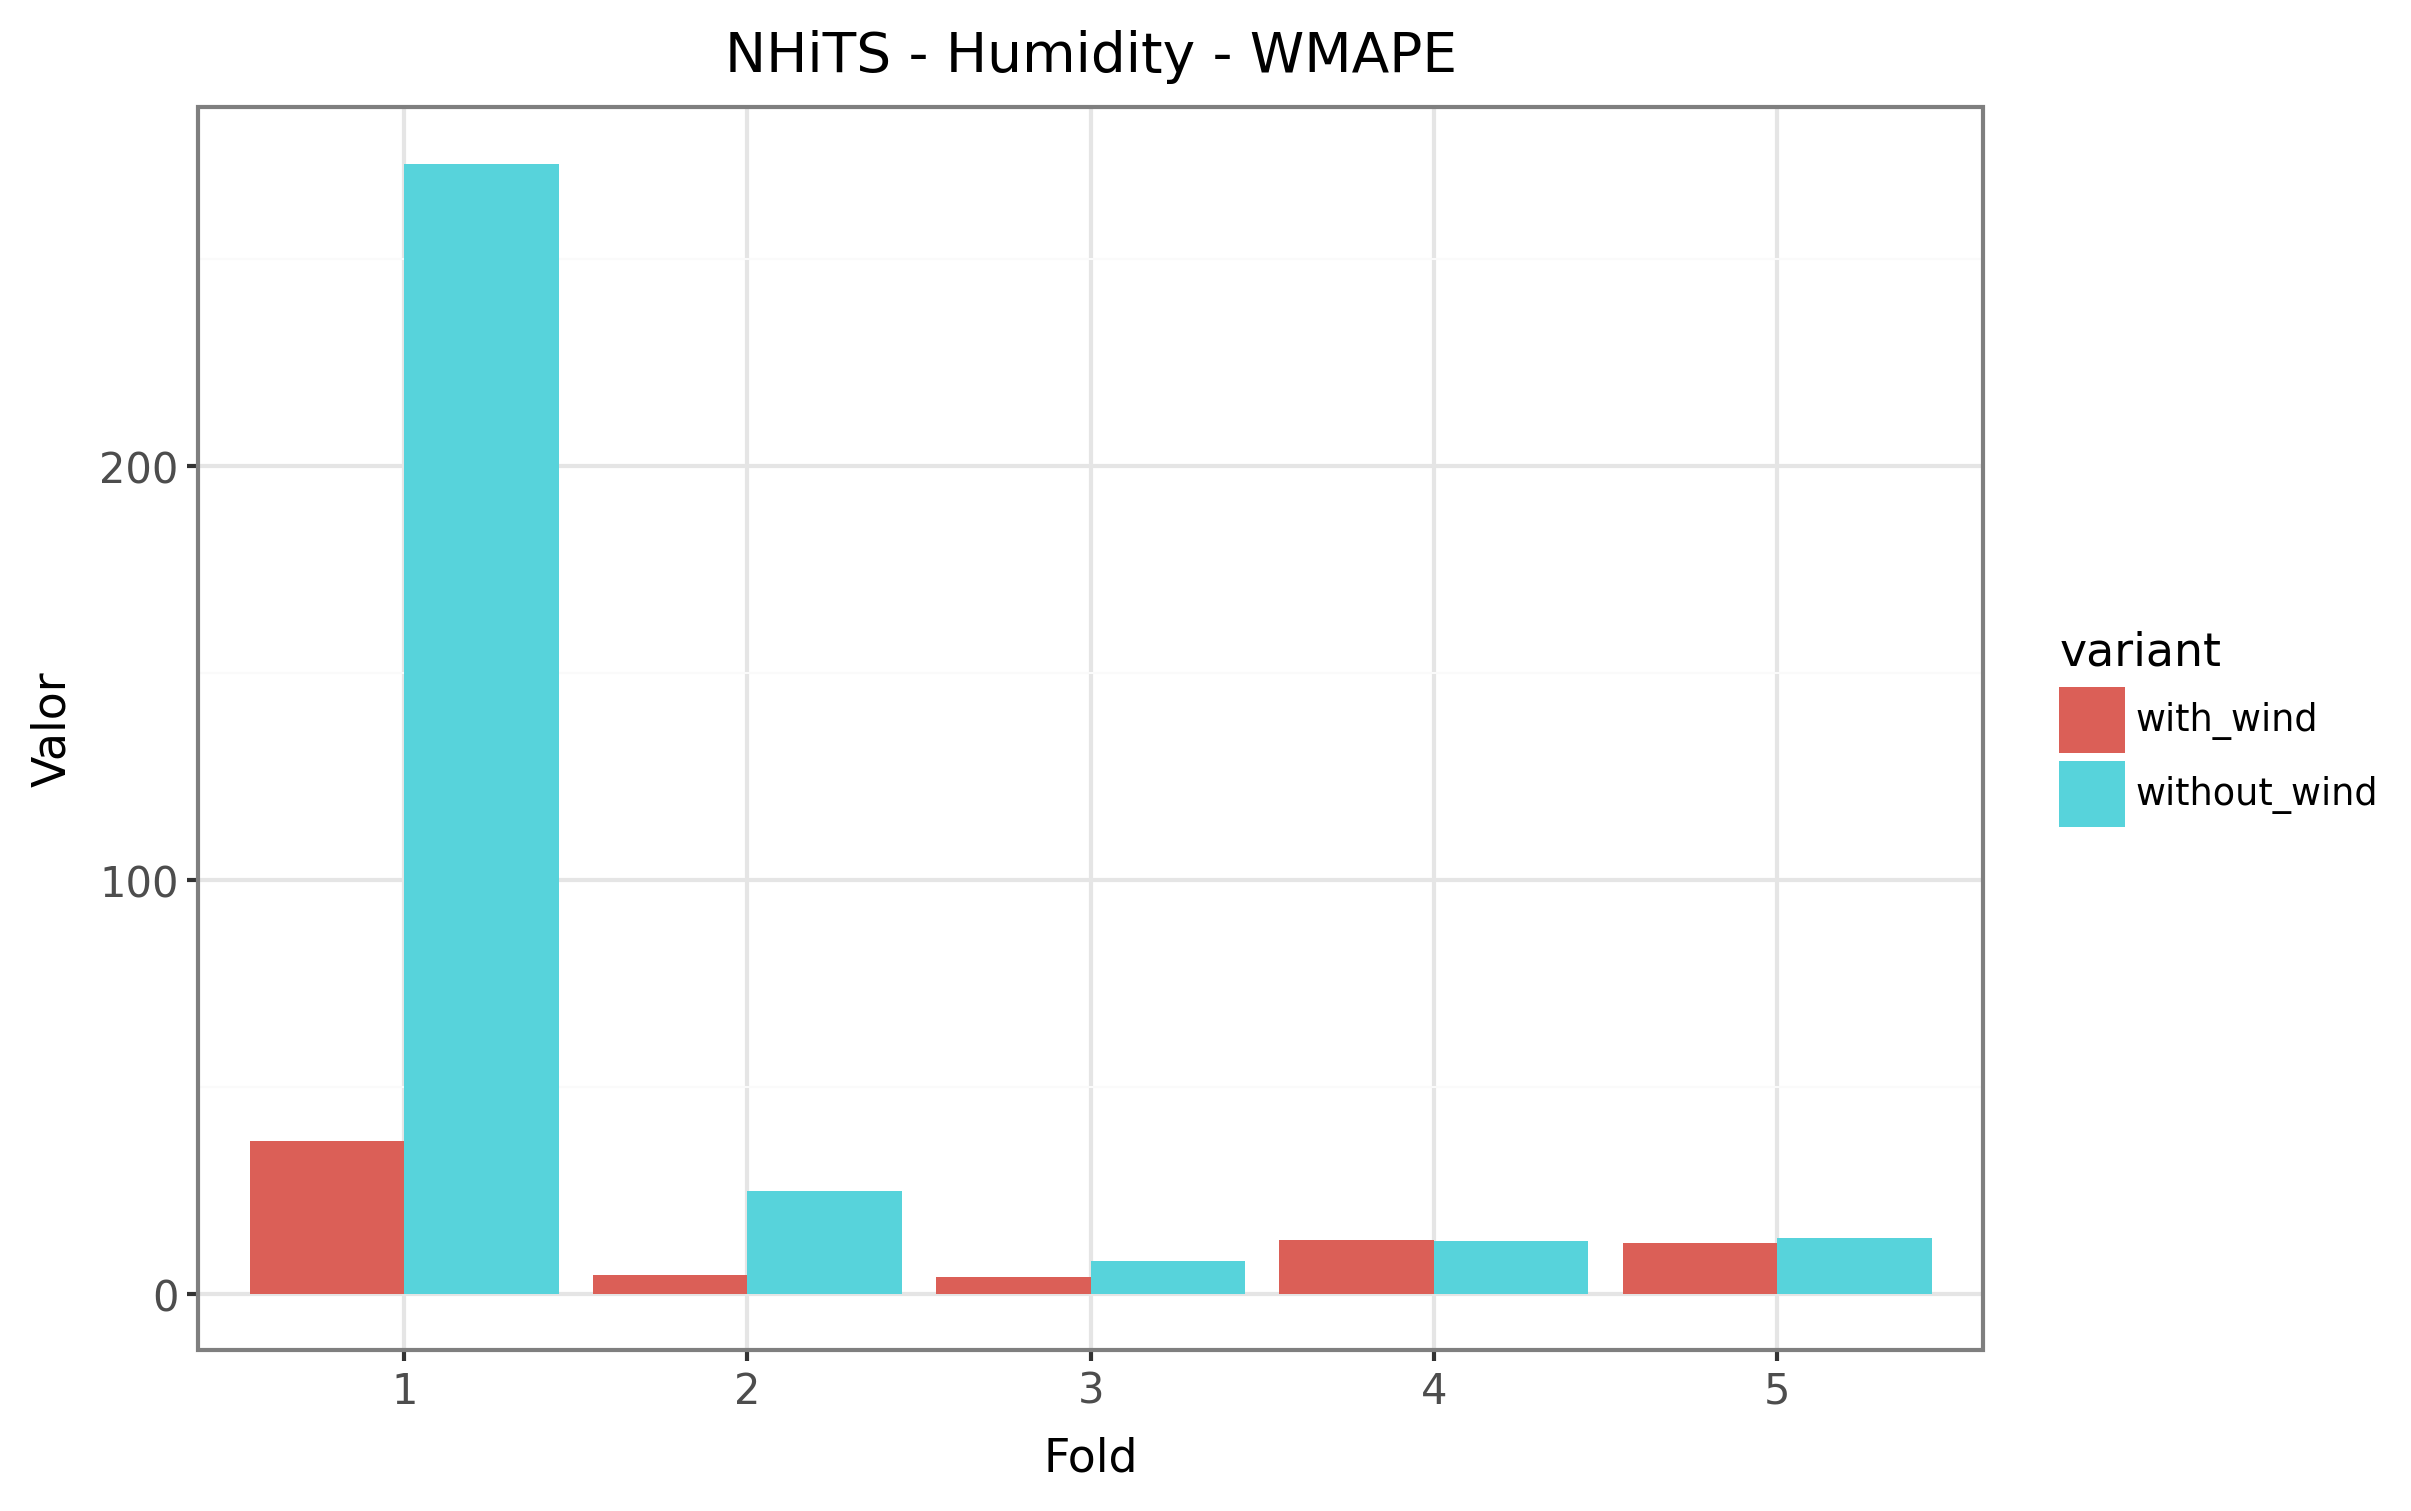 NHiTS - Humidity - WMAPE
Valor
200
100
0
1 2 3 4 5
Fold
variant
with_wind
without_wind